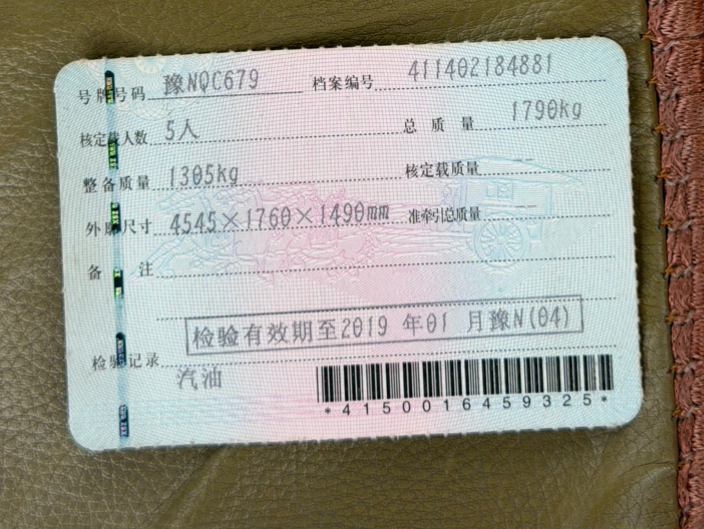 号牌号码 豫NQC679 档案编号 411402184881
核定载人数 5人 总质量 1790kg
整备质量 1305kg 核定载质量 --
外廓尺寸 4545×1760×1490mm 准牵引总质量 --
备注
检验有效期至2019年01月豫N(04)
检验记录
汽油
*4150016459325*